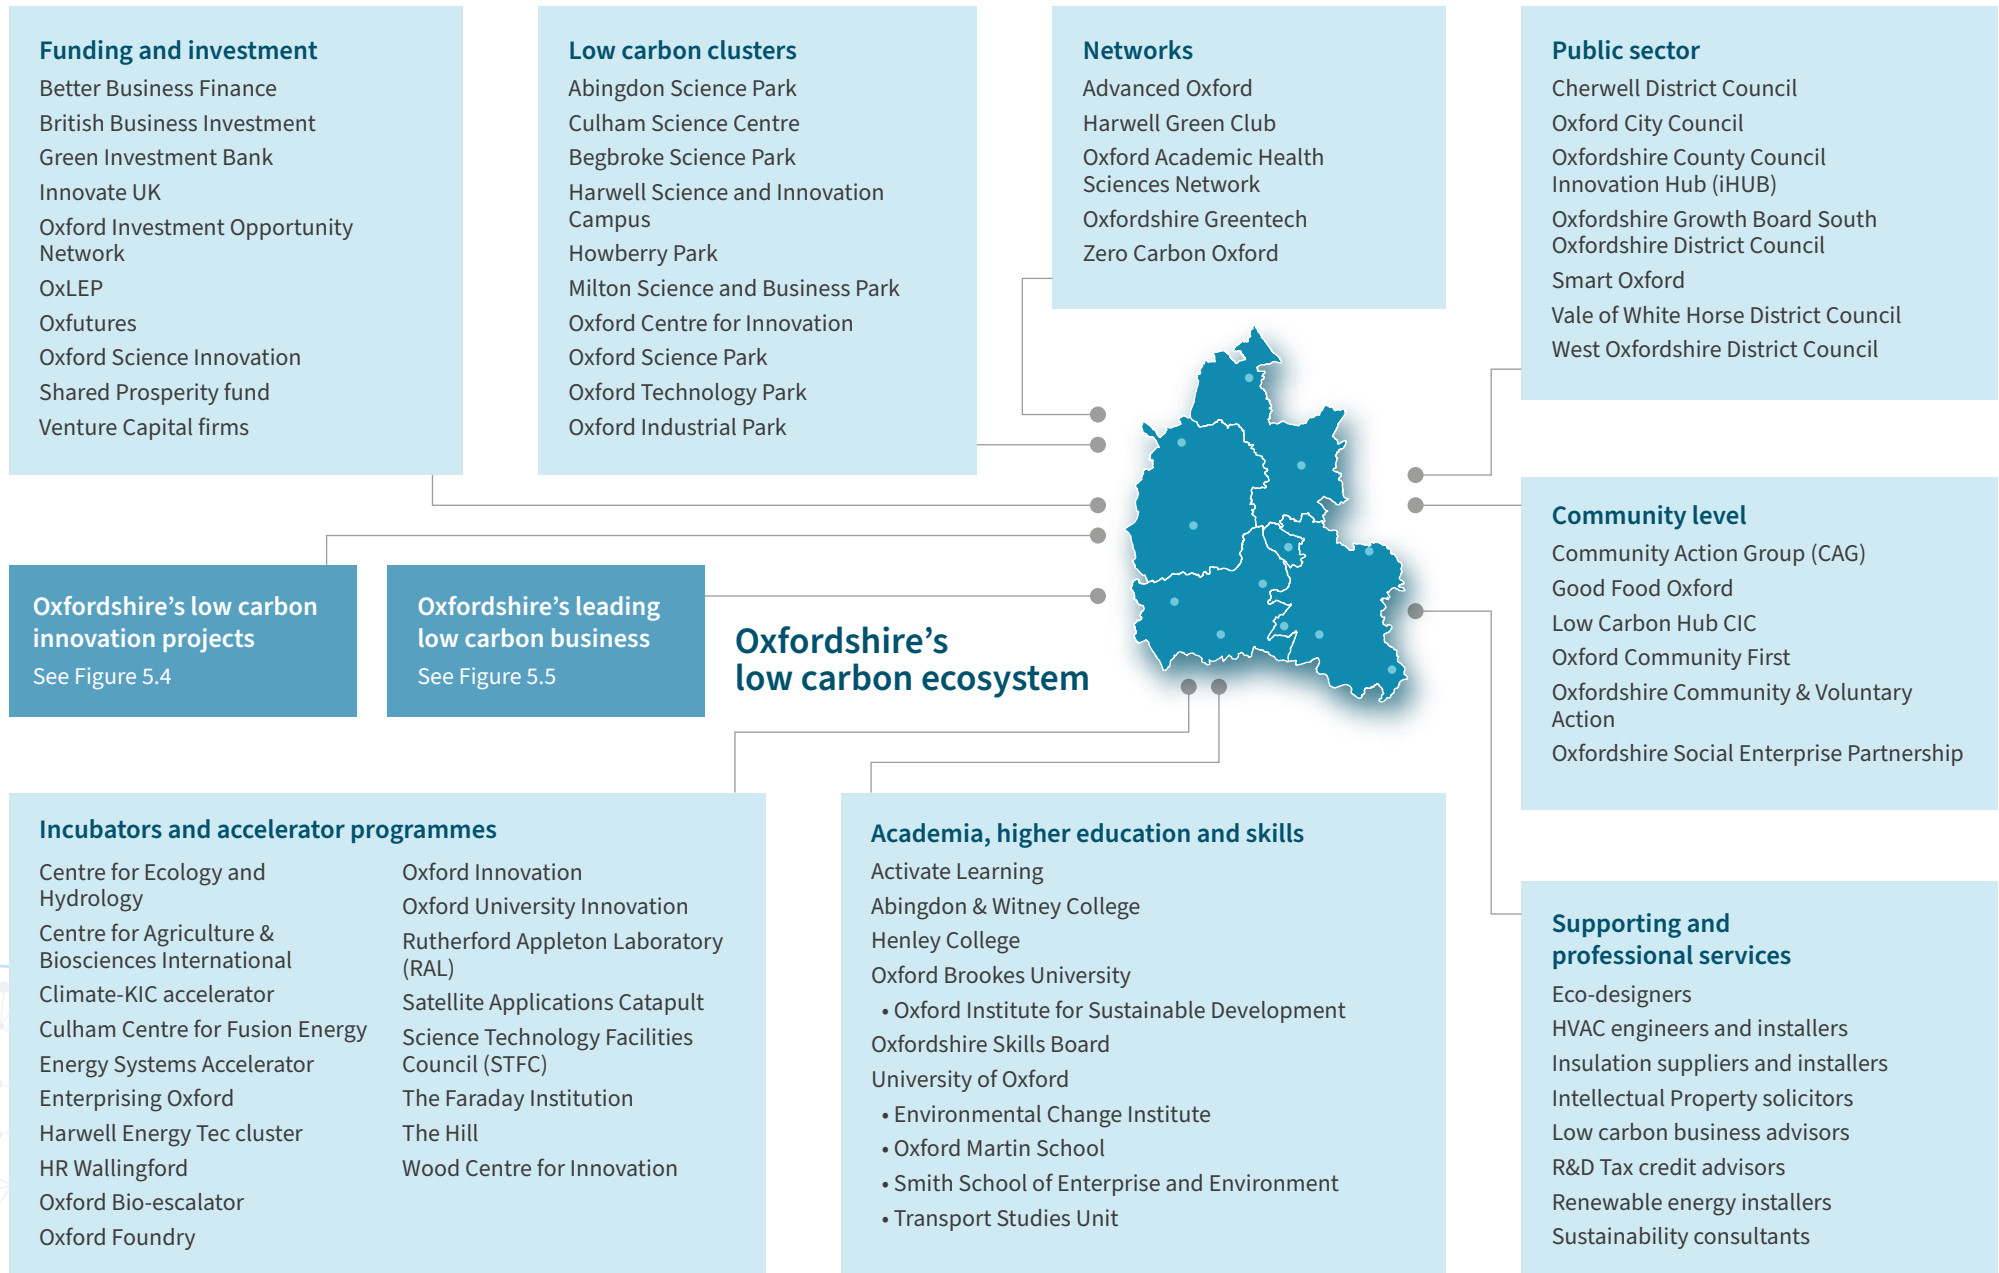 Funding and investment
Better Business Finance
British Business Investment
Green Investment Bank
Innovate UK
Oxford Investment Opportunity
Network
OxLEP
Oxfutures
Oxford Science Innovation
Shared Prosperity fund
Venture Capital firms
Low carbon clusters
Abingdon Science Park
Culham Science Centre
Begbroke Science Park
Harwell Science and Innovation
Campus
Howberry Park
Milton Science and Business Park
Oxford Centre for Innovation
Oxford Science Park
Oxford Technology Park
Oxford Industrial Park
Networks
Advanced Oxford
Harwell Green Club
Oxford Academic Health
Sciences Network
Oxfordshire Greentech
Zero Carbon Oxford
Public sector
Cherwell District Council
Oxford City Council
Oxfordshire County Council
Innovation Hub (iHUB)
Oxfordshire Growth Board South
Oxfordshire District Council
Smart Oxford
Vale of White Horse District Council
West Oxfordshire District Council
Community level
Community Action Group (CAG)
Good Food Oxford
Low Carbon Hub CIC
Oxford Community First
Oxfordshire Community & Voluntary
Action
Oxfordshire Social Enterprise Partnership
Oxfordshire’s low carbon
innovation projects
See Figure 5.4
Oxfordshire’s leading
low carbon business
See Figure 5.5
Oxfordshire’s
low carbon ecosystem
Incubators and accelerator programmes
Centre for Ecology and
Hydrology
Centre for Agriculture &
Biosciences International
Climate-KIC accelerator
Culham Centre for Fusion Energy
Energy Systems Accelerator
Enterprising Oxford
Harwell Energy Tec cluster
HR Wallingford
Oxford Bio-escalator
Oxford Foundry
Oxford Innovation
Oxford University Innovation
Rutherford Appleton Laboratory
(RAL)
Satellite Applications Catapult
Science Technology Facilities
Council (STFC)
The Faraday Institution
The Hill
Wood Centre for Innovation
Academia, higher education and skills
Activate Learning
Abingdon & Witney College
Henley College
Oxford Brookes University
• Oxford Institute for Sustainable Development
Oxfordshire Skills Board
University of Oxford
• Environmental Change Institute
• Oxford Martin School
• Smith School of Enterprise and Environment
• Transport Studies Unit
Supporting and
professional services
Eco-designers
HVAC engineers and installers
Insulation suppliers and installers
Intellectual Property solicitors
Low carbon business advisors
R&D Tax credit advisors
Renewable energy installers
Sustainability consultants